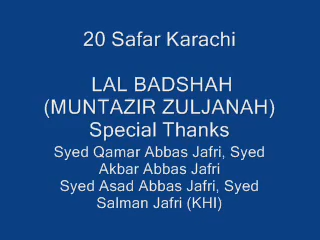 20 Safar Karachi
LAL BADSHAH
(MUNTAZIR ZULJANAH)
Special Thanks
Syed Qamar Abbas Jafri, Syed
Akbar Abbas Jafri
Syed Asad Abbas Jafri, Syed
Salman Jafri (KHI)